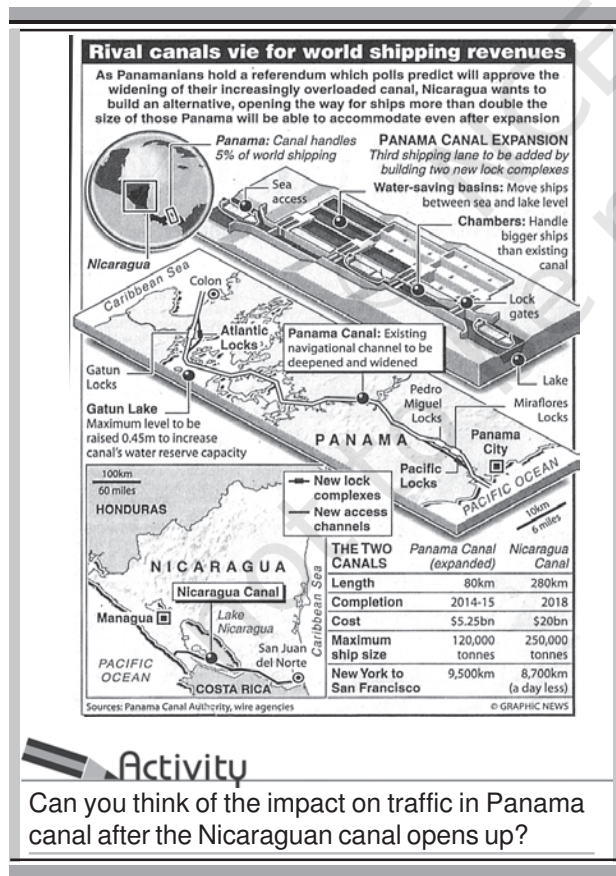 Rival canals vie for world shipping revenues
As Panamanians hold a referendum which polls predict will approve the
widening of their increasingly overloaded canal, Nicaragua wants to
build an alternative, opening the way for ships more than double the
size of those Panama will be able to accommodate even after expansion
Panama: Canal handles
5% of world shipping
PANAMA CANAL EXPANSION
Third shipping lane to be added by
building two new lock complexes
Water-saving basins: Move ships
between sea and lake level
Chambers: Handle
bigger ships
than existing
canal
Sea
access
Lock
gates
Lake
Nicaragua
Caribbean Sea
Colon
Atlantic
Locks
Gatun
Locks
Panama Canal: Existing
navigational channel to be
deepened and widened
Gatun Lake
Maximum level to be
raised 0.45m to increase
canal's water reserve capacity
Pedro
Miguel
Locks
Miraflores
Locks
PANAMA
Panama
City
Pacific
Locks
PACIFIC OCEAN
10km
6 miles
100km
60 miles
HONDURAS
New lock
complexes
New access
channels
NICARAGUA
Nicaragua Canal
Managua
Lake
Nicaragua
Caribbean Sea
San Juan
del Norte
PACIFIC
OCEAN
COSTA RICA
THE TWO CANALS Panama Canal (expanded) Nicaragua Canal
Length 80km 280km
Completion 2014-15 2018
Cost $5.25bn $20bn
Maximum ship size 120,000 tonnes 250,000 tonnes
New York to San Francisco 9,500km 8,700km (a day less)
Sources: Panama Canal Authority, wire agencies © GRAPHIC NEWS
Activity
Can you think of the impact on traffic in Panama
canal after the Nicaraguan canal opens up?